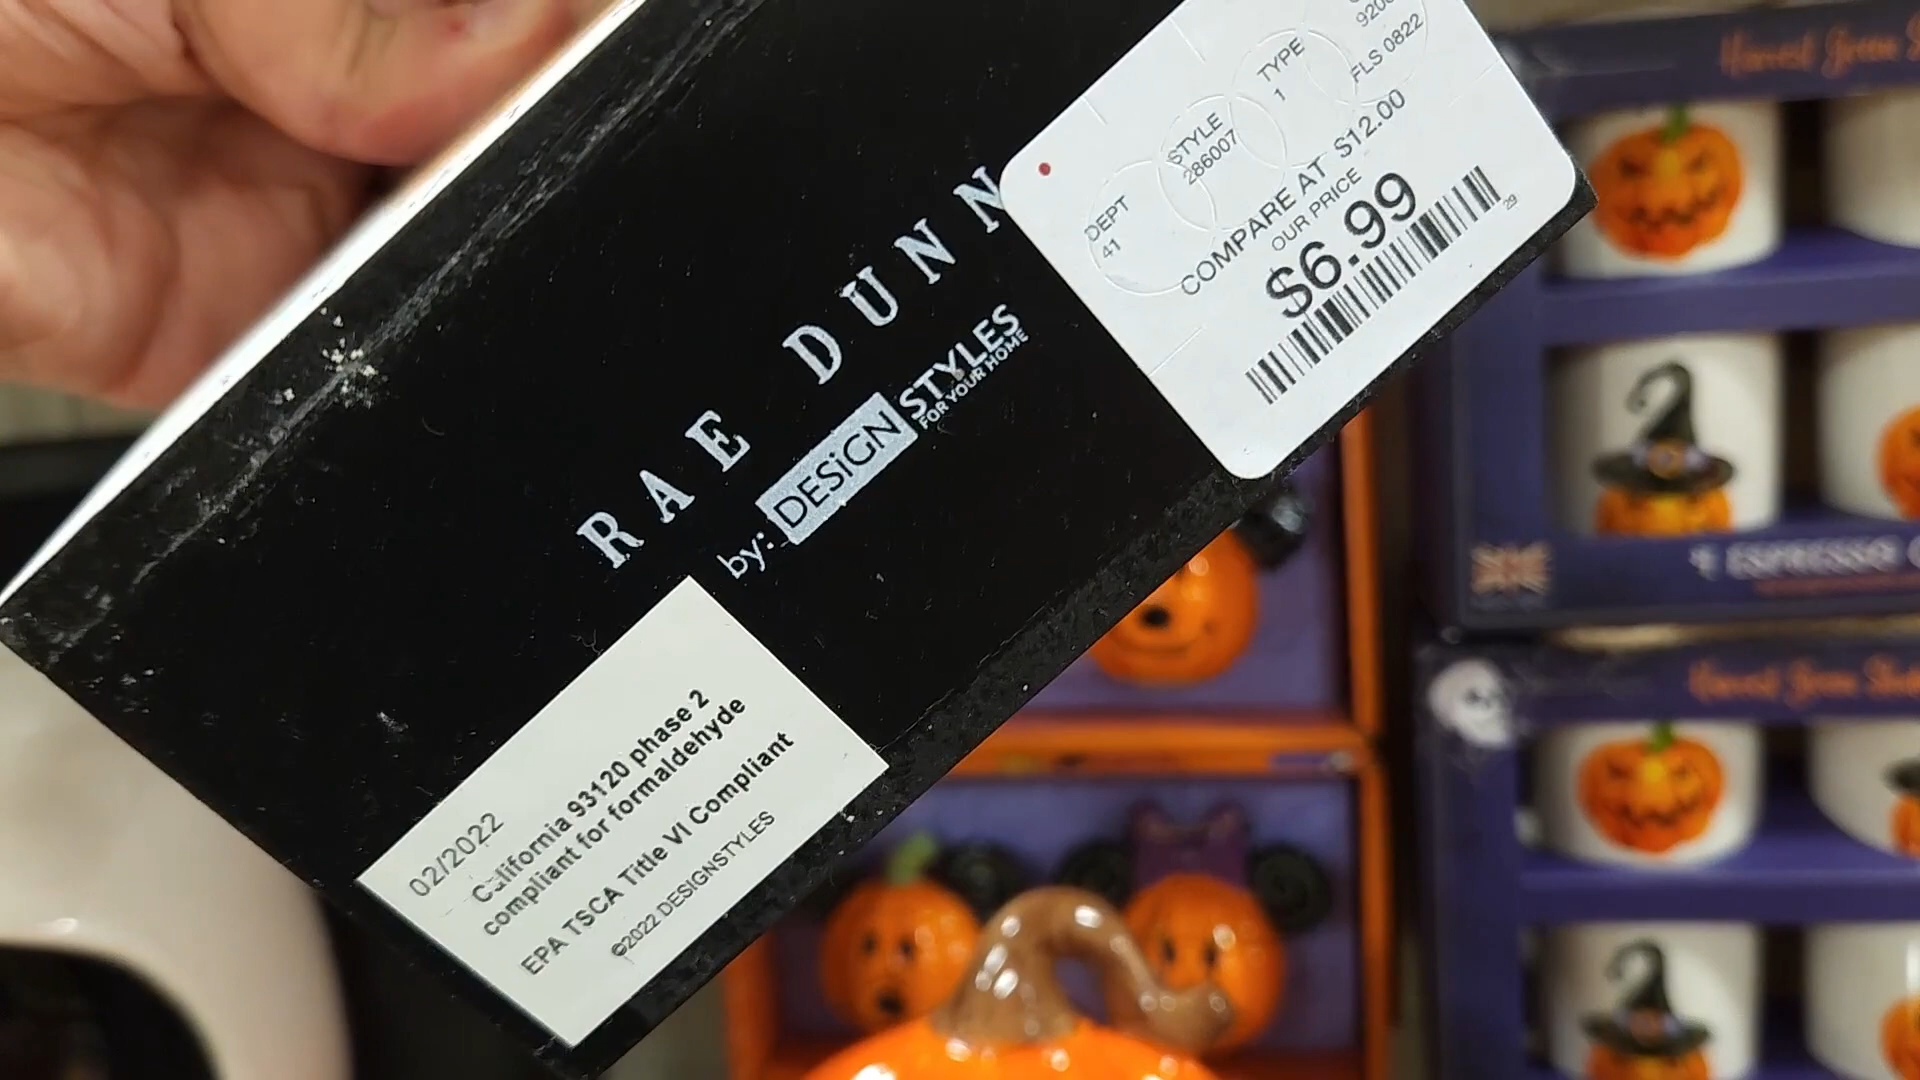 RAE DUNN
by: DESiGN STYLES
FOR YOUR HOME
DEPT
41
STYLE
286007
TYPE
1
FLS 0822
COMPARE AT $12.00
OUR PRICE
$6.99
29
02/2022
California 93120 phase 2
compliant for formaldehyde
EPA TSCA Title VI Compliant
©2022 DESIGNSTYLES
ESPRESSO
Harvest